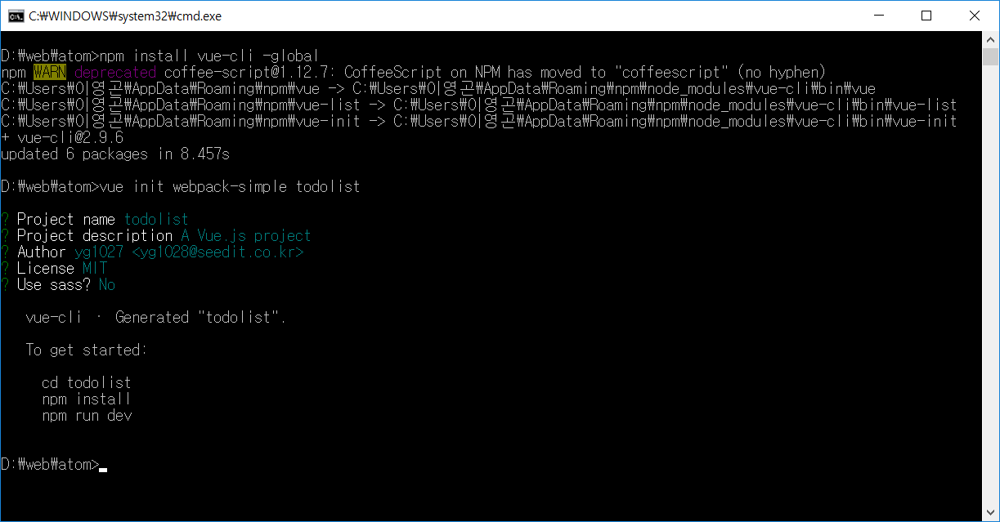 C:₩WINDOWS₩system32₩cmd.exe
D:₩web₩atom>npm install vue-cli -global
npm WARN deprecated coffee-script@1.12.7: CoffeeScript on NPM has moved to "coffeescript" (no hyphen)
C:₩Users₩이영곤₩AppData₩Roaming₩npm₩vue -> C:₩Users₩이영곤₩AppData₩Roaming₩npm₩node_modules₩vue-cli₩bin₩vue
C:₩Users₩이영곤₩AppData₩Roaming₩npm₩vue-list -> C:₩Users₩이영곤₩AppData₩Roaming₩npm₩node_modules₩vue-cli₩bin₩vue-list
C:₩Users₩이영곤₩AppData₩Roaming₩npm₩vue-init -> C:₩Users₩이영곤₩AppData₩Roaming₩npm₩node_modules₩vue-cli₩bin₩vue-init
+ vue-cli@2.9.6
updated 6 packages in 8.457s
D:₩web₩atom>vue init webpack-simple todolist
? Project name todolist
? Project description A Vue.js project
? Author yg1027 <yg1028@seedit.co.kr>
? License MIT
? Use sass? No
vue-cli · Generated "todolist".
To get started:
cd todolist
npm install
npm run dev
D:₩web₩atom>